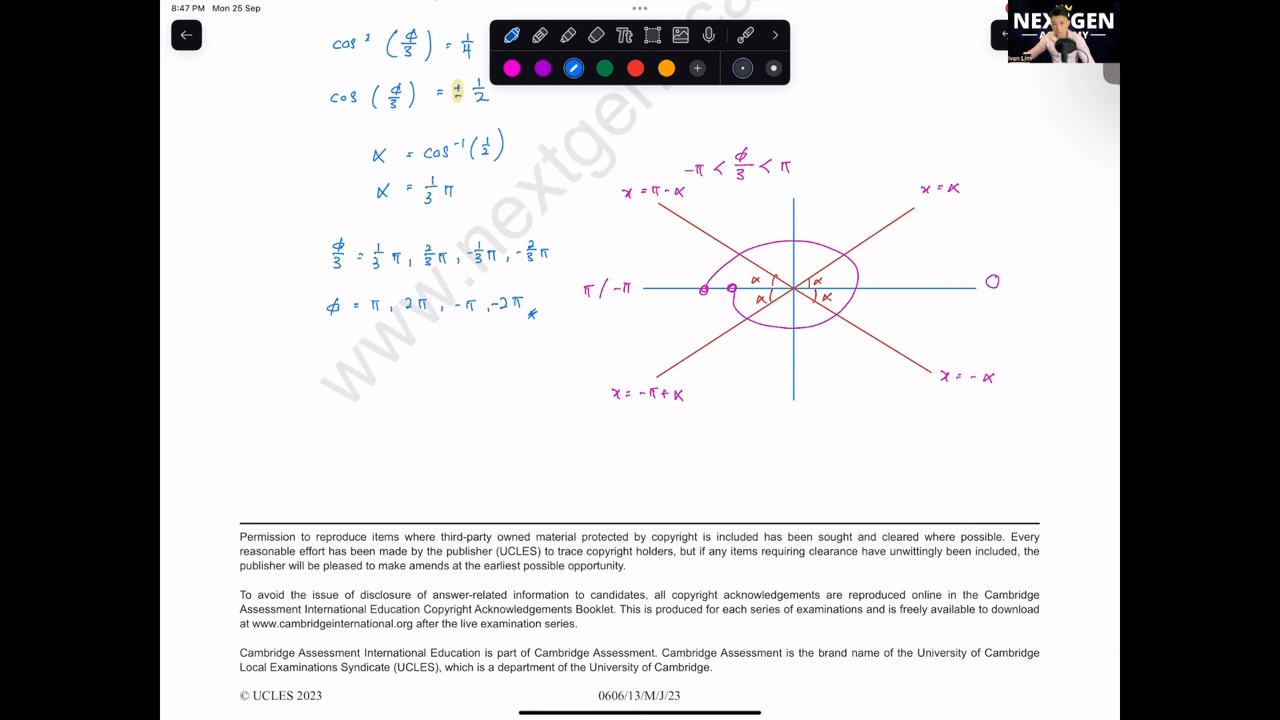 8:47 PM Mon 25 Sep
NEXTGEN
ACADEMY
Ivan Lim
Tt
cos² (ϕ/3) = 1/4
cos (ϕ/3) = ± 1/2
α = cos⁻¹ (1/2)
α = 1/3 π
ϕ/3 = 1/3 π, 2/3 π, -1/3 π, -2/3 π
ϕ = π, 2π, -π, -2π
-π < ϕ/3 < π
x = π - α
x = α
α
α
π / -π
0
α
α
x = -π + α
x = -α
www.nextgen
Permission to reproduce items where third-party owned material protected by copyright is included has been sought and cleared where possible. Every
reasonable effort has been made by the publisher (UCLES) to trace copyright holders, but if any items requiring clearance have unwittingly been included, the
publisher will be pleased to make amends at the earliest possible opportunity.
To avoid the issue of disclosure of answer-related information to candidates, all copyright acknowledgements are reproduced online in the Cambridge
Assessment International Education Copyright Acknowledgements Booklet. This is produced for each series of examinations and is freely available to download
at www.cambridgeinternational.org after the live examination series.
Cambridge Assessment International Education is part of Cambridge Assessment. Cambridge Assessment is the brand name of the University of Cambridge
Local Examinations Syndicate (UCLES), which is a department of the University of Cambridge.
© UCLES 2023
0606/13/M/J/23